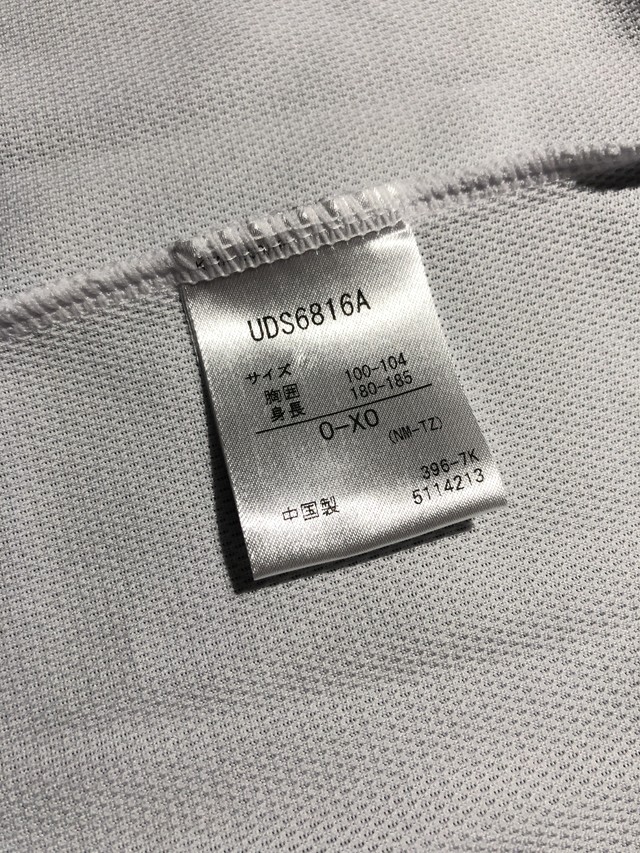 UDS6816A
サイズ
胸囲 100-104
身長 180-185
O-XO
(NM-TZ)
396-7K
中国製 5114213